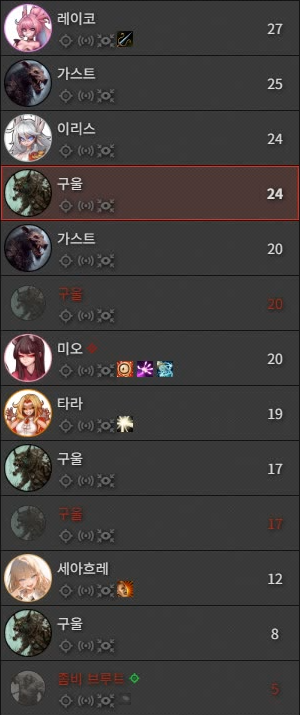 레이코 27
가스트 25
이리스 24
구울 24
가스트 20
구울 20
미오 20
타라 19
구울 17
구울 17
세아흐레 12
구울 8
좀비 브루트 5